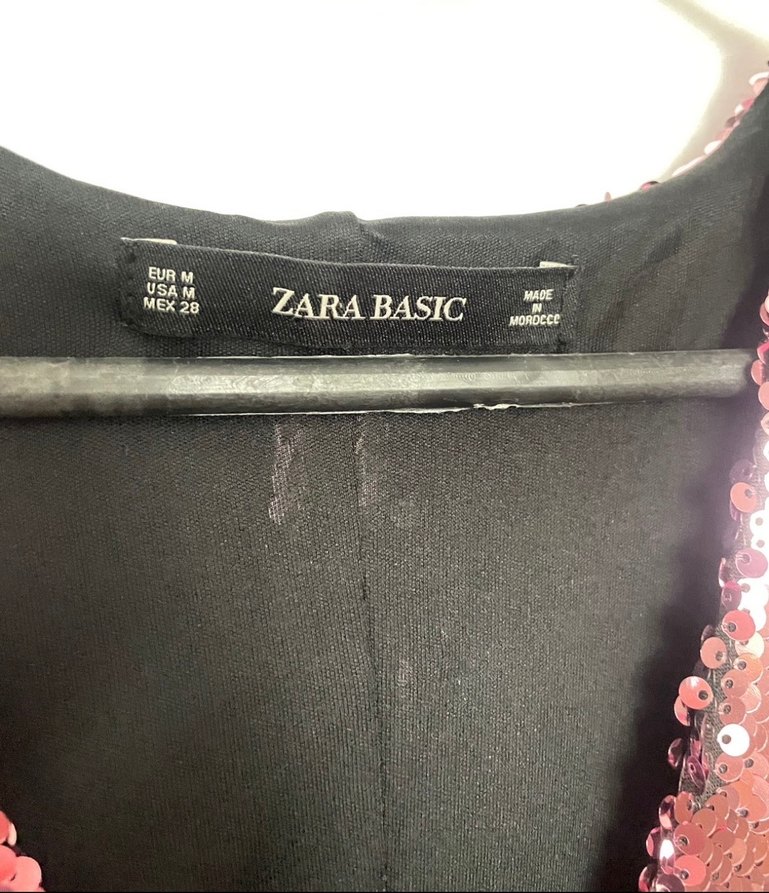 EUR M
USA M
MEX 28
ZARA BASIC
MADE
IN
MOROCCO